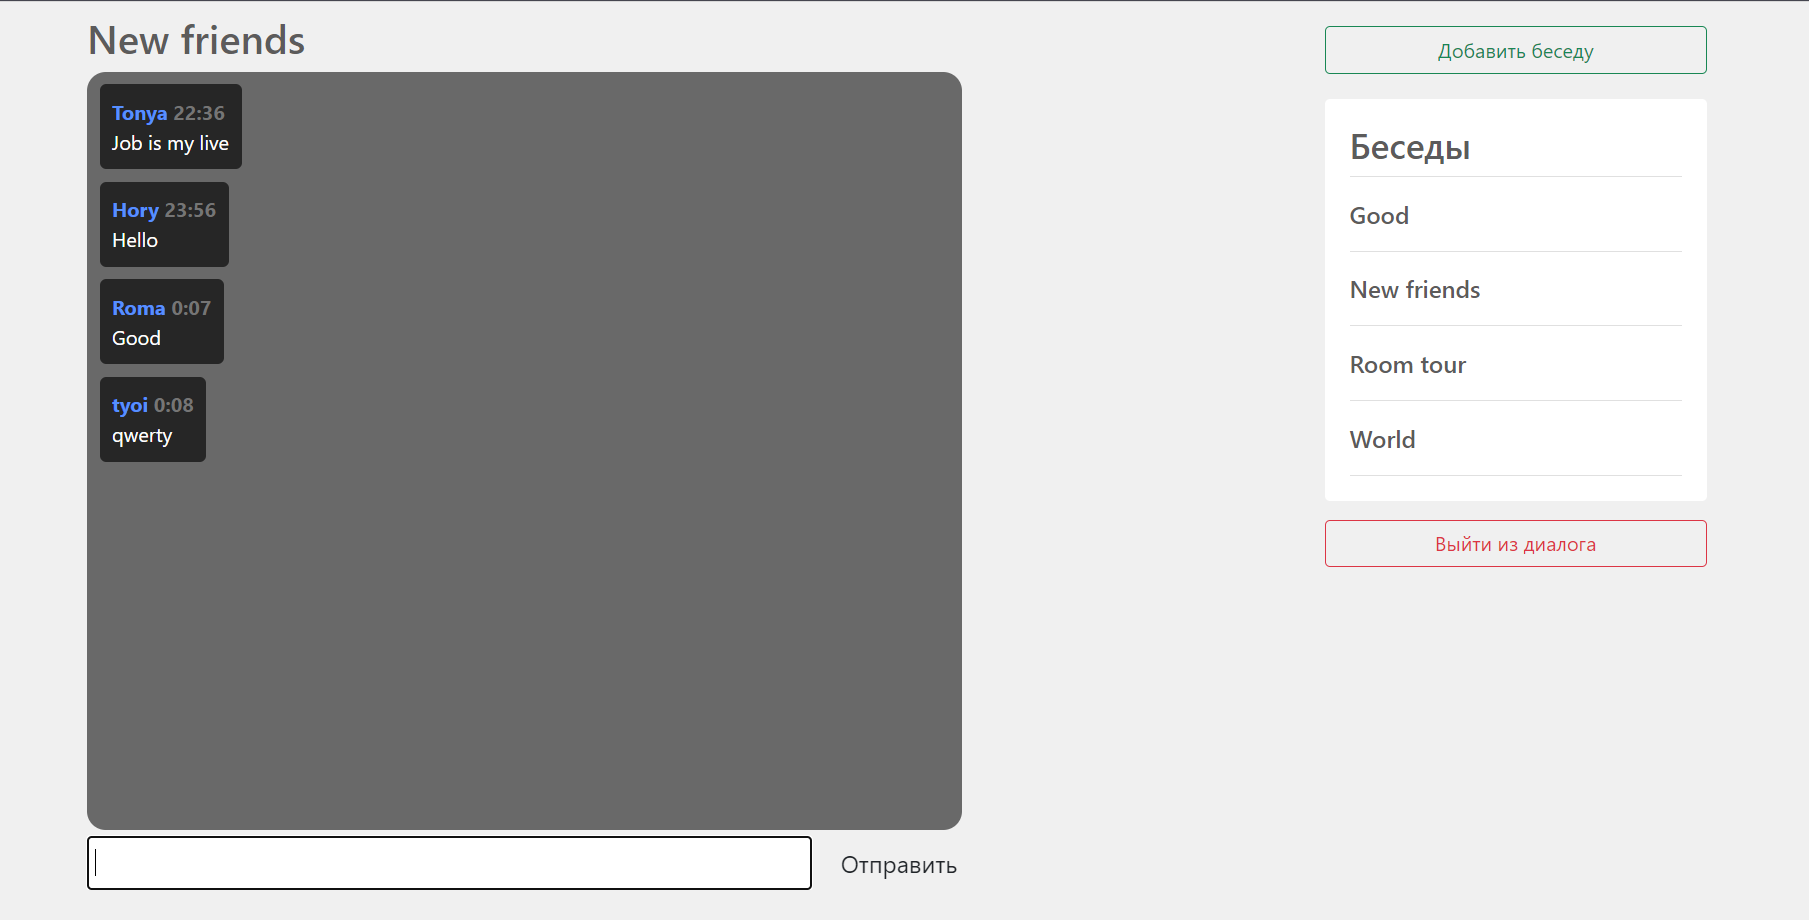 New friends
Tonya 22:36
Job is my live
Hory 23:56
Hello
Roma 0:07
Good
tyoi 0:08
qwerty
Отправить
Добавить беседу
Беседы
Good
New friends
Room tour
World
Выйти из диалога